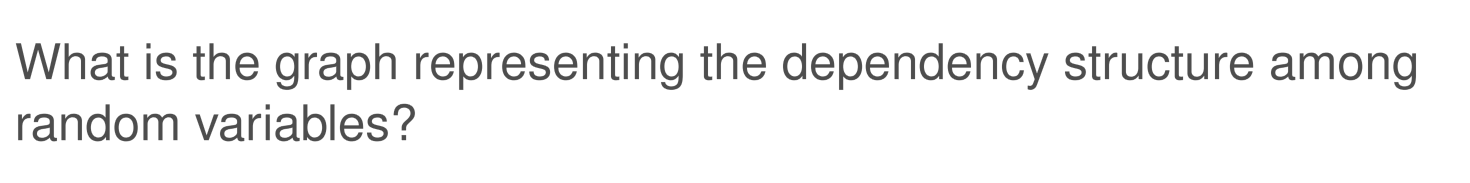 What is the graph representing the dependency structure among
random variables?